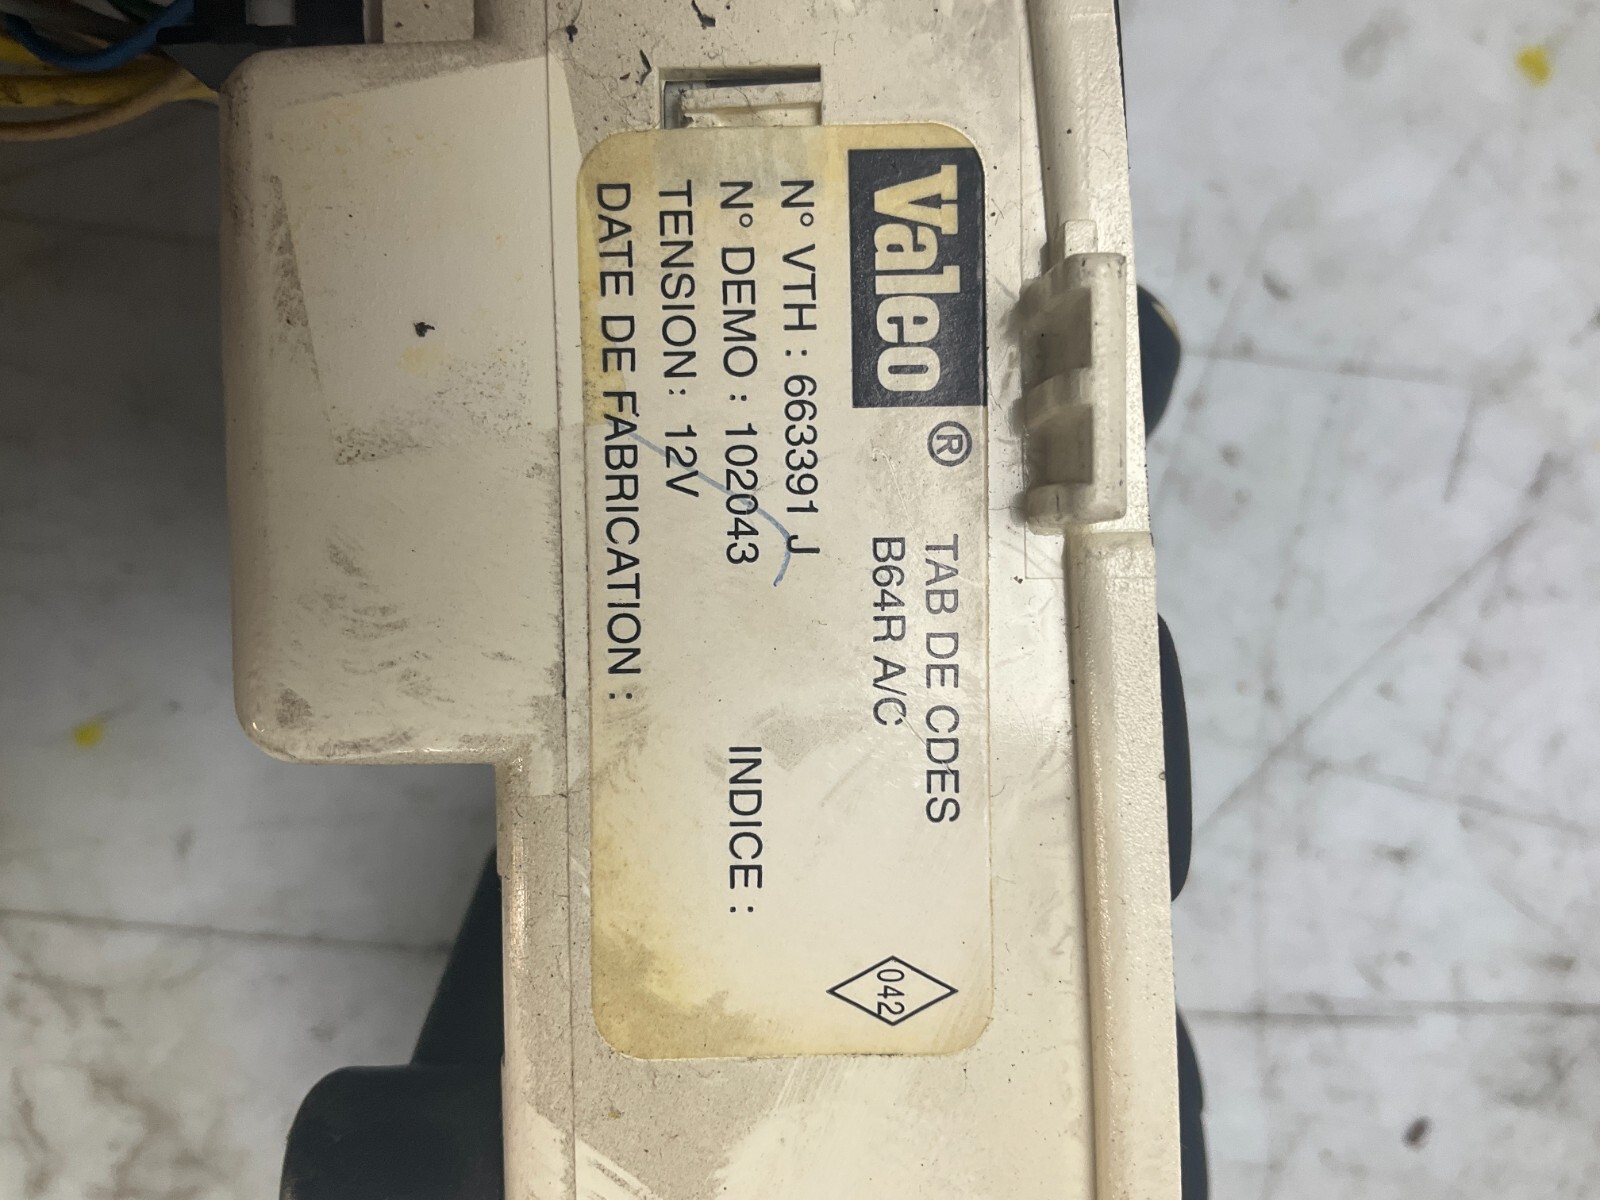 Valeo ® TAB DE CDES
B64R A/C
N° VTH : 663391 J
N° DEMO : 102043 INDICE :
TENSION : 12V
DATE DE FABRICATION :
042